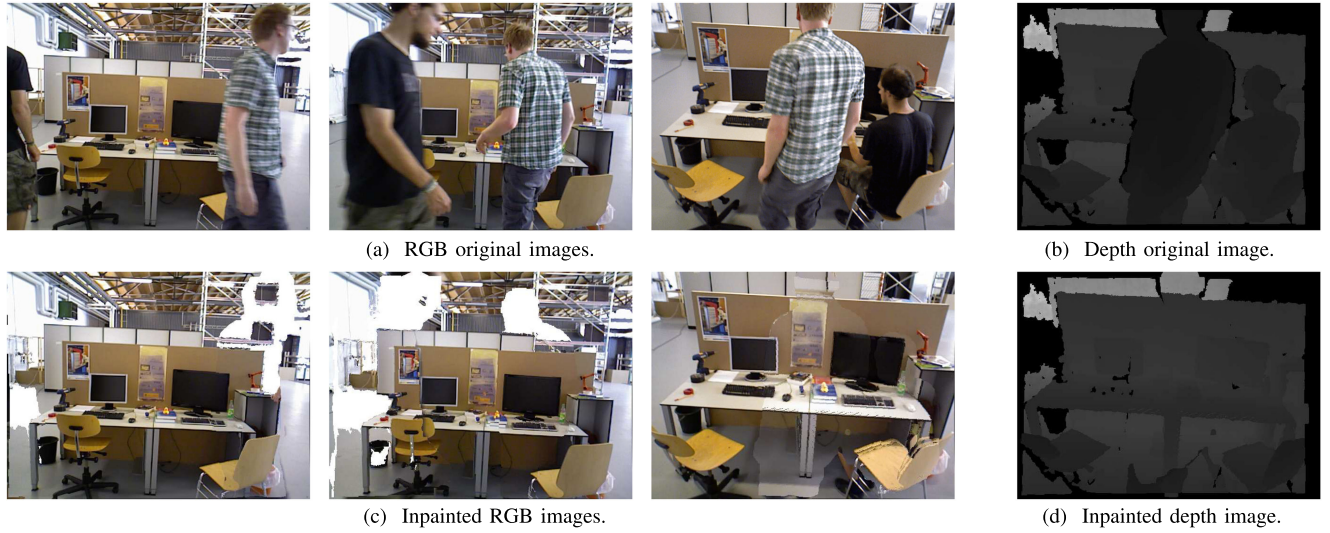 (a) RGB original images.
(b) Depth original image.
(c) Inpainted RGB images.
(d) Inpainted depth image.